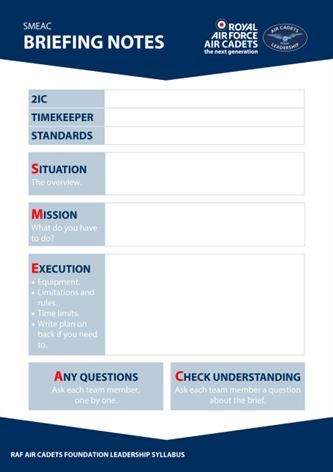 SMEAC
BRIEFING NOTES
ROYAL
AIR FORCE
AIR CADETS
the next generation
AIR CADETS
LEADERSHIP
2IC
TIMEKEEPER
STANDARDS
SITUATION
The overview.
MISSION
What do you have
to do?
EXECUTION
• Equipment.
• Limitations and
rules.
• Time limits.
• Write plan on
back if you need
to.
ANY QUESTIONS
Ask each team member,
one by one.
CHECK UNDERSTANDING
Ask each team member a question
about the brief.
RAF AIR CADETS FOUNDATION LEADERSHIP SYLLABUS